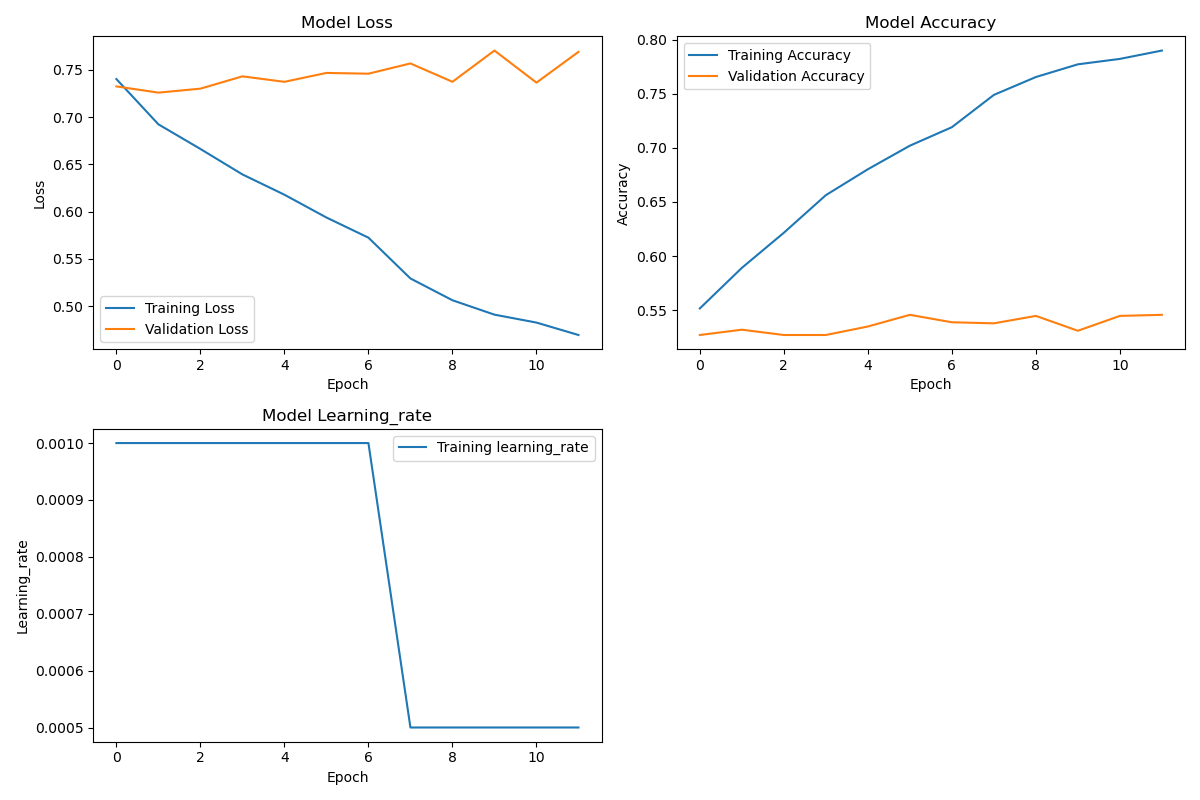 Model Loss
0.75
0.70
0.65
0.60
0.55
0.50
Loss
Training Loss
Validation Loss
0 2 4 6 8 10
Epoch
Model Accuracy
0.80
0.75
0.70
0.65
0.60
0.55
Accuracy
Training Accuracy
Validation Accuracy
0 2 4 6 8 10
Epoch
Model Learning_rate
0.0010
0.0009
0.0008
0.0007
0.0006
0.0005
Learning_rate
Training learning_rate
0 2 4 6 8 10
Epoch